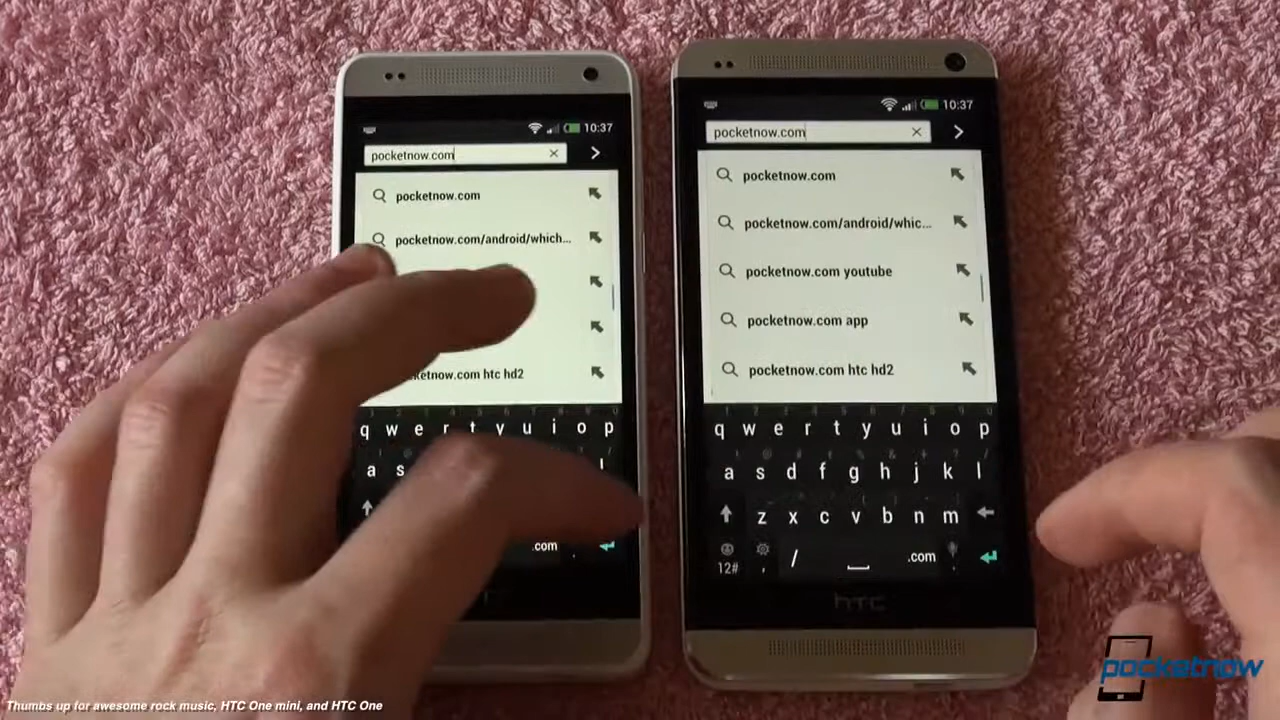 10:37
pocketnow.com
pocketnow.com
pocketnow.com/android/which...
htc hd2
q w e r t y u i o p
a s
.com
10:37
pocketnow.com
pocketnow.com
pocketnow.com/android/whic...
pocketnow.com youtube
pocketnow.com app
pocketnow.com htc hd2
q w e r t y u i o p
a s d f g h j k l
z x c v b n m
12# , / .com .
hTC
pocketnow
Thumbs up for awesome rock music, HTC One mini, and HTC One